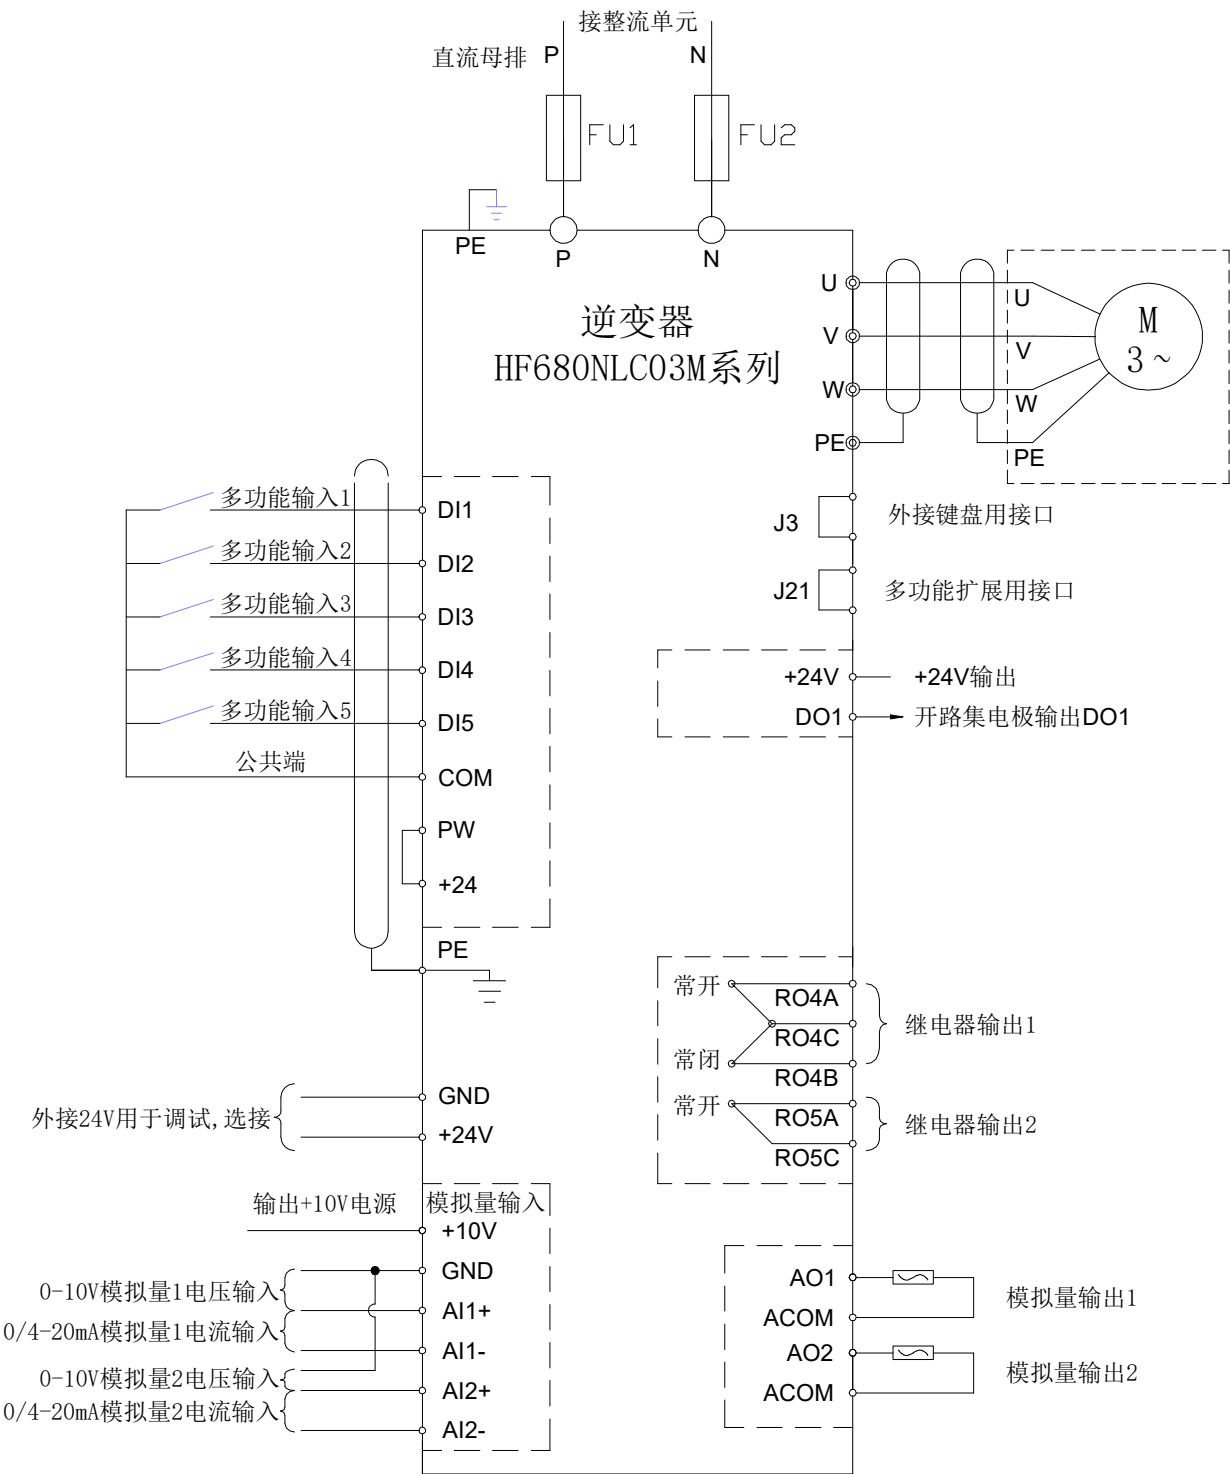 接整流单元
直流母排 P N
FU1 FU2
PE P N
逆变器
HF680NLC03M系列
U
V
W
PE
U
V
W
PE
M
3～
多功能输入1 DI1
多功能输入2 DI2
多功能输入3 DI3
多功能输入4 DI4
多功能输入5 DI5
公共端 COM
PW
+24
PE
J3 外接键盘用接口
J21 多功能扩展用接口
+24V +24V输出
DO1 开路集电极输出DO1
常开 RO4A
RO4C 继电器输出1
常闭 RO4B
常开 RO5A
RO5C 继电器输出2
外接24V用于调试,选接 GND
+24V
输出+10V电源 模拟量输入
+10V
GND
0-10V模拟量1电压输入
AI1+
0/4-20mA模拟量1电流输入
AI1-
0-10V模拟量2电压输入
AI2+
0/4-20mA模拟量2电流输入
AI2-
AO1
ACOM 模拟量输出1
AO2
ACOM 模拟量输出2